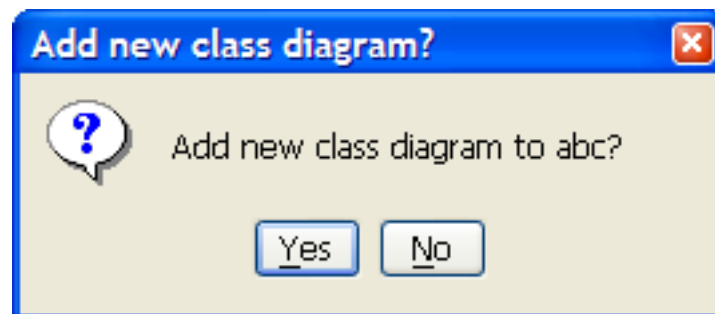 Add new class diagram?
Add new class diagram to abc?
Yes No